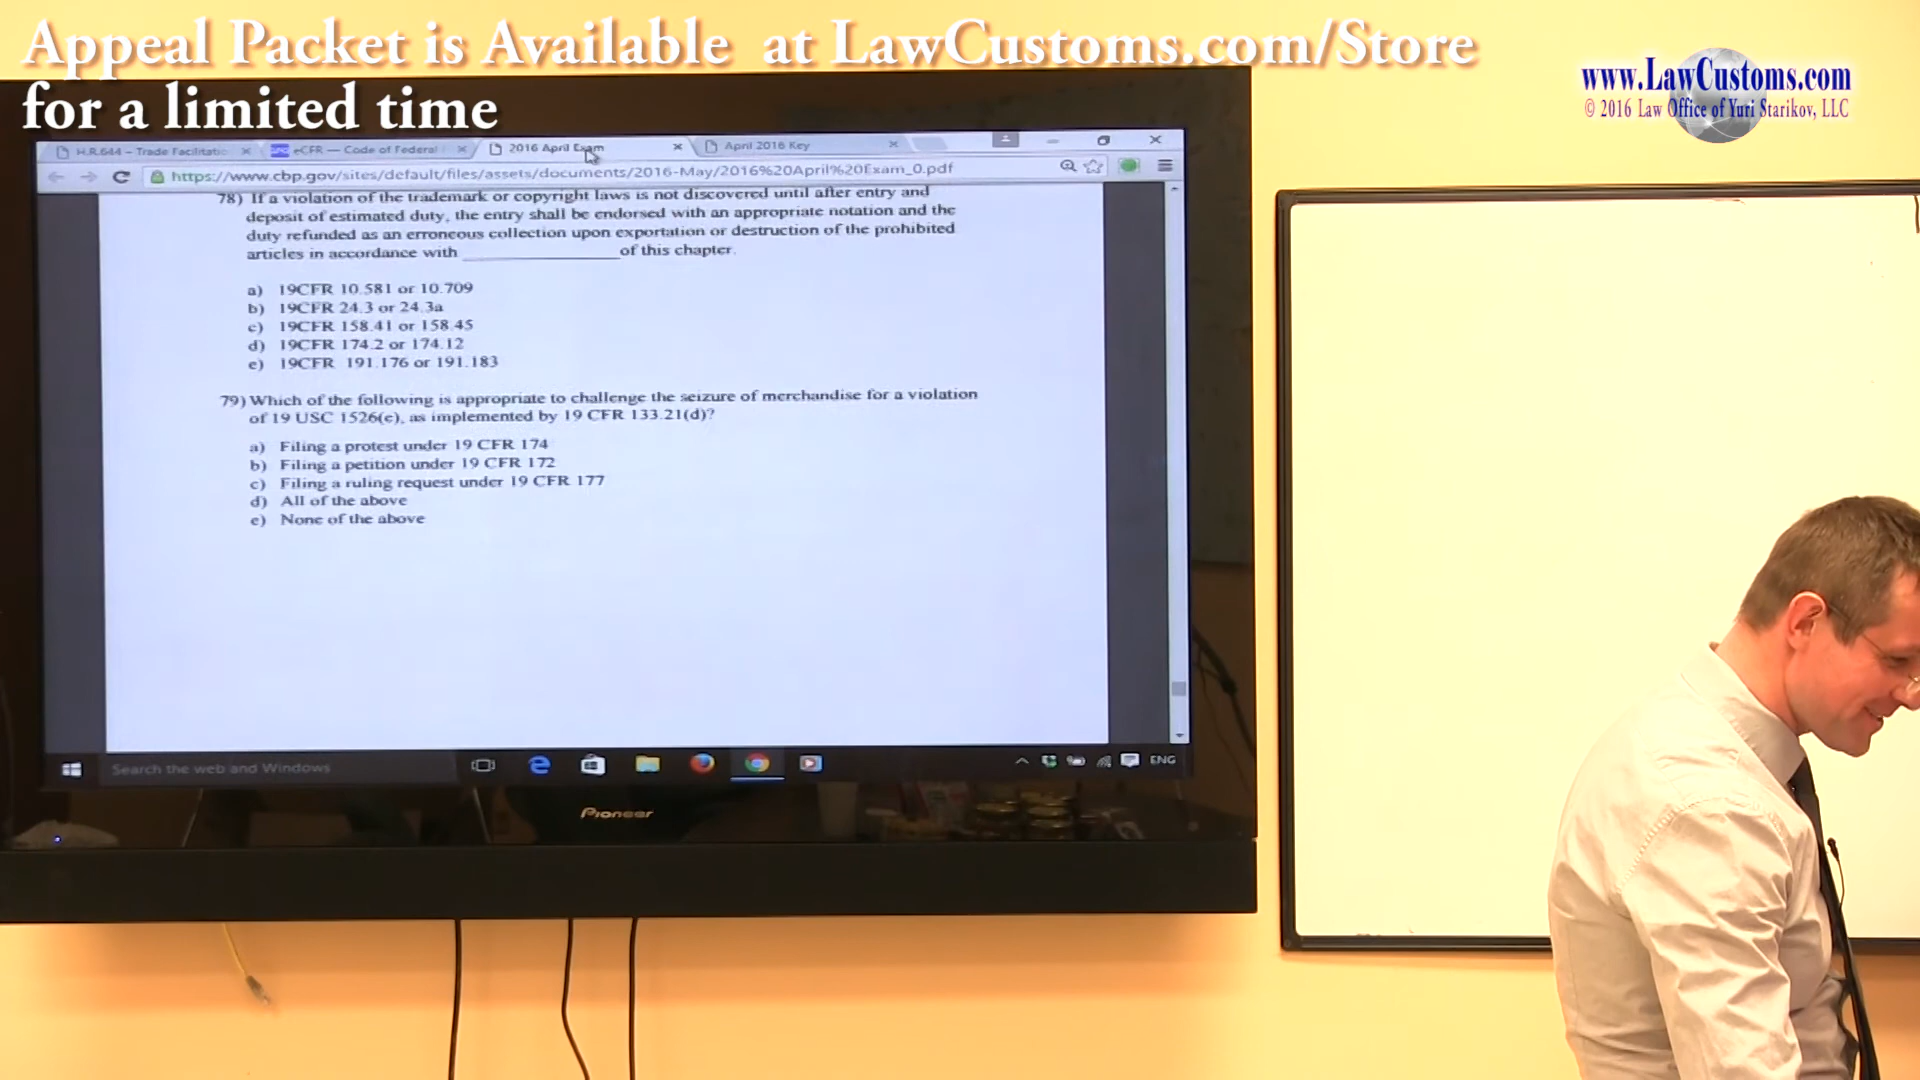 Appeal Packet is Available at LawCustoms.com/Store
for a limited time
www.LawCustoms.com
© 2016 Law Office of Yuri Starikov, LLC
H.R.644 – Trade Facilitatio
eCFR — Code of Federal
2016 April Exam
April 2016 Key
https://www.cbp.gov/sites/default/files/assets/documents/2016-May/2016%20April%20Exam_0.pdf
78) If a violation of the trademark or copyright laws is not discovered until after entry and
deposit of estimated duty, the entry shall be endorsed with an appropriate notation and the
duty refunded as an erroneous collection upon exportation or destruction of the prohibited
articles in accordance with _______________ of this chapter.
a) 19CFR 10.581 or 10.709
b) 19CFR 24.3 or 24.3a
c) 19CFR 158.41 or 158.45
d) 19CFR 174.2 or 174.12
e) 19CFR 191.176 or 191.183
79) Which of the following is appropriate to challenge the seizure of merchandise for a violation
of 19 USC 1526(e), as implemented by 19 CFR 133.21(d)?
a) Filing a protest under 19 CFR 174
b) Filing a petition under 19 CFR 172
c) Filing a ruling request under 19 CFR 177
d) All of the above
e) None of the above
Search the web and Windows
ENG
Pioneer